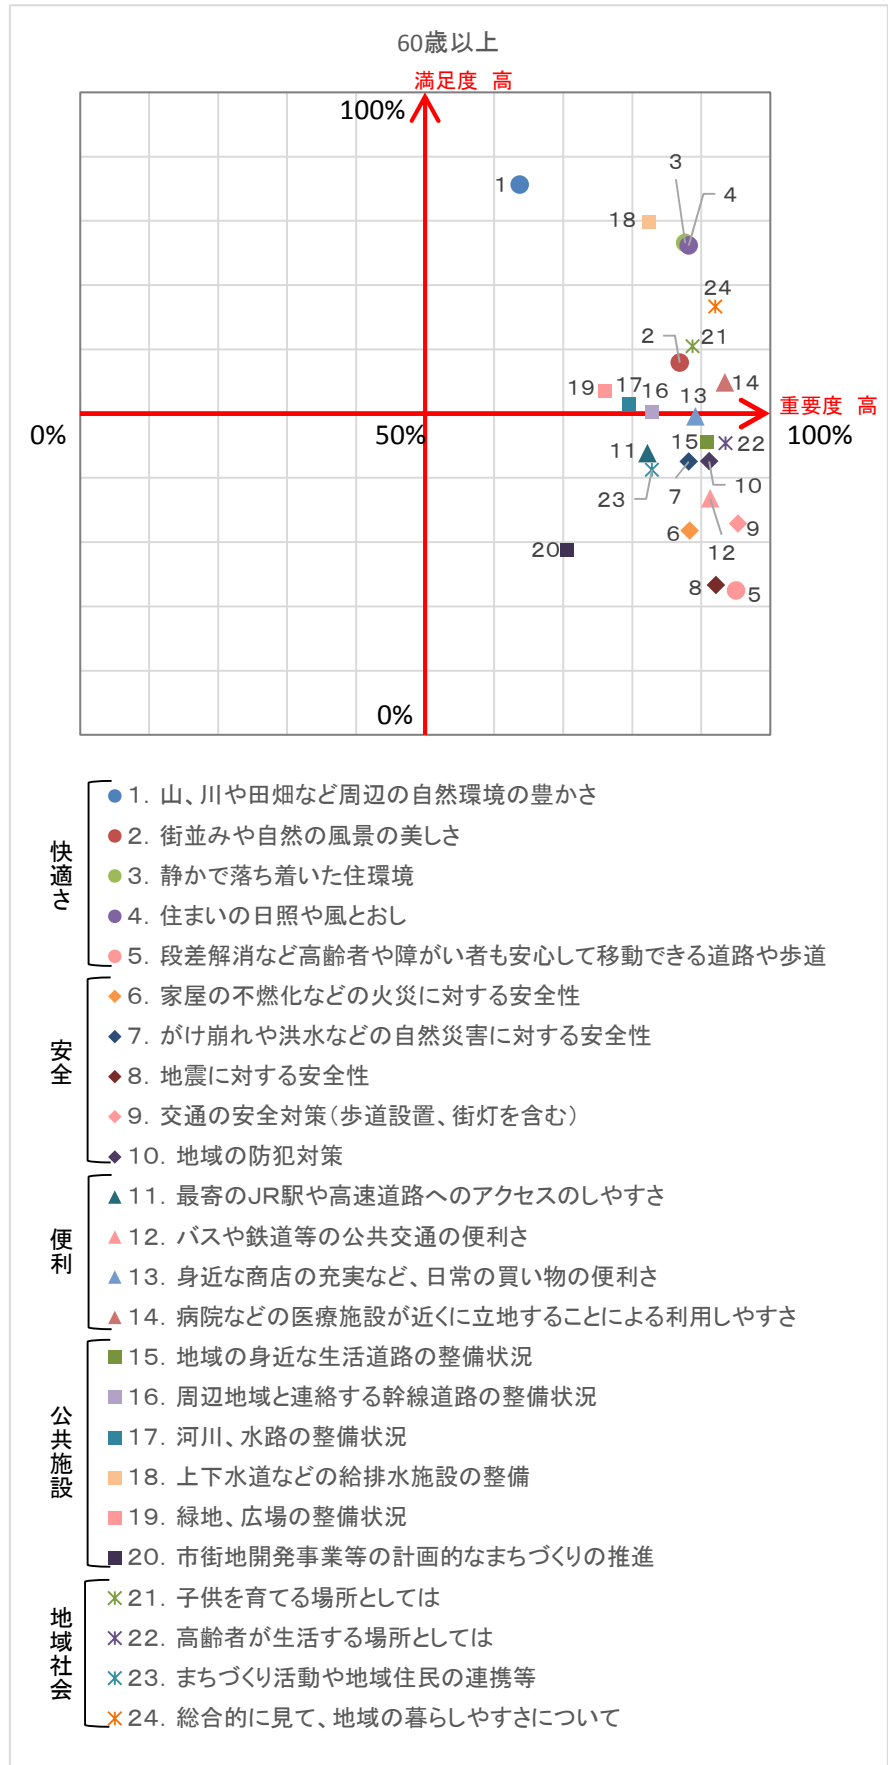 60歳以上
満足度 高
100%
3
1
4
18
24
2
21
19
17
16
14
13
重要度 高
0%
50%
100%
11
15
22
23
7
10
6
12
9
20
8
5
0%
快適さ
1. 山、川や田畑など周辺の自然環境の豊かさ
2. 街並みや自然の風景の美しさ
3. 静かで落ち着いた住環境
4. 住まいの日照や風とおし
5. 段差解消など高齢者や障がい者も安心して移動できる道路や歩道
安全
6. 家屋の不燃化などの火災に対する安全性
7. がけ崩れや洪水などの自然災害に対する安全性
8. 地震に対する安全性
9. 交通の安全対策(歩道設置、街灯を含む)
10. 地域の防犯対策
便利
11. 最寄のJR駅や高速道路へのアクセスのしやすさ
12. バスや鉄道等の公共交通の便利さ
13. 身近な商店の充実など、日常の買い物の便利さ
14. 病院などの医療施設が近くに立地することによる利用しやすさ
公共施設
15. 地域の身近な生活道路の整備状況
16. 周辺地域と連絡する幹線道路の整備状況
17. 河川、水路の整備状況
18. 上下水道などの給排水施設の整備
19. 緑地、広場の整備状況
20. 市街地開発事業等の計画的なまちづくりの推進
地域社会
21. 子供を育てる場所としては
22. 高齢者が生活する場所としては
23. まちづくり活動や地域住民の連携等
24. 総合的に見て、地域の暮らしやすさについて